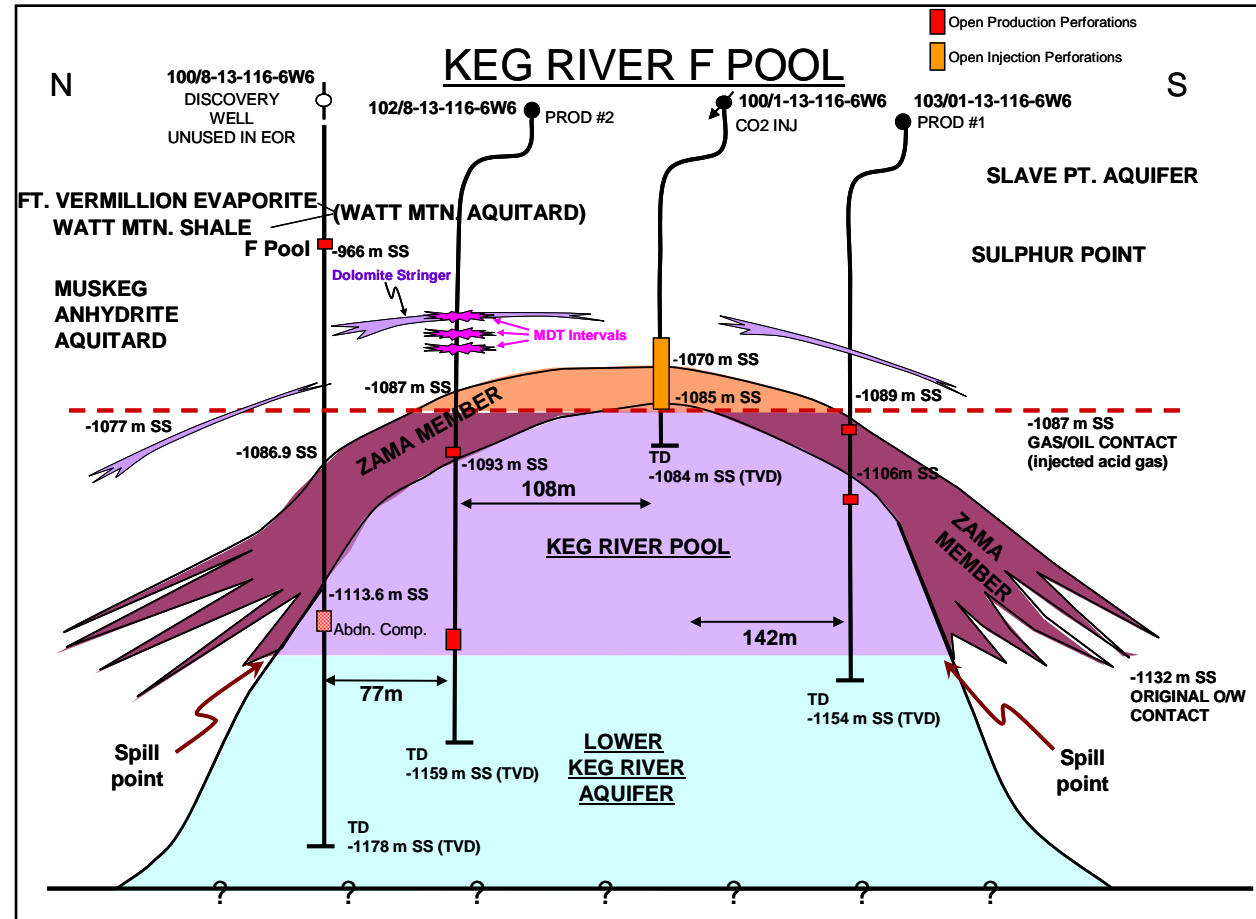 Open Production Perforations
Open Injection Perforations
KEG RIVER F POOL
N
S
100/8-13-116-6W6
DISCOVERY
WELL
UNUSED IN EOR
102/8-13-116-6W6
PROD #2
100/1-13-116-6W6
CO2 INJ
103/01-13-116-6W6
PROD #1
SLAVE PT. AQUIFER
FT. VERMILLION EVAPORITE
WATT MTN. SHALE
(WATT MTN. AQUITARD)
F Pool
-966 m SS
SULPHUR POINT
Dolomite Stringer
MUSKEG
ANHYDRITE
AQUITARD
MDT Intervals
-1070 m SS
-1087 m SS
-1085 m SS
-1089 m SS
-1077 m SS
-1086.9 m SS
ZAMA MEMBER
-1087 m SS
GAS/OIL CONTACT
(injected acid gas)
-1093 m SS
TD
-1084 m SS (TVD)
-1106m SS
108m
KEG RIVER POOL
ZAMA
MEMBER
-1113.6 m SS
Abdn. Comp.
142m
77m
-1132 m SS
ORIGINAL O/W
CONTACT
TD
-1154 m SS (TVD)
Spill
point
TD
-1159 m SS (TVD)
LOWER
KEG RIVER
AQUIFER
Spill
point
TD
-1178 m SS (TVD)
? ? ? ? ? ? ?